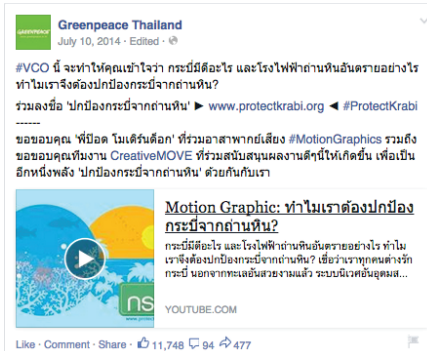 GREENPEACE
Greenpeace Thailand
July 10, 2014 · Edited ·
#VCO นี้ จะทำให้คุณเข้าใจว่า กระบี่มีดีอะไร และโรงไฟฟ้าถ่านหินอันตรายอย่างไร
ทำไมเราจึงต้องปกป้องกระบี่จากถ่านหิน?
ร่วมลงชื่อ 'ปกป้องกระบี่จากถ่านหิน' ► www.protectkrabi.org ◄ #ProtectKrabi
------
ขอขอบคุณ 'พี่ป๊อด โมเดิร์นด็อก' ที่ร่วมอาสาพากย์เสียง #MotionGraphics รวมถึง
ขอขอบคุณทีมงาน CreativeMOVE ที่ร่วมสนับสนุนผลงานดีๆนี้ให้เกิดขึ้น เพื่อเป็น
อีกหนึ่งพลัง 'ปกป้องกระบี่จากถ่านหิน' ด้วยกันกับเรา
Motion Graphic: ทำไมเราต้องปกป้อง
กระบี่จากถ่านหิน?
กระบี่มีดีอะไร และโรงไฟฟ้าถ่านหินอันตรายอย่างไร ทำไม
เราจึงต้องปกป้องกระบี่จากถ่านหิน? เชื่อว่าเราทุกคนต่างรัก
กระบี่ นอกจากทะเลอันสวยงามแล้ว ระบบนิเวศอันอุดมส...
กร
YOUTUBE.COM
Like · Comment · Share · 11,748 94 477